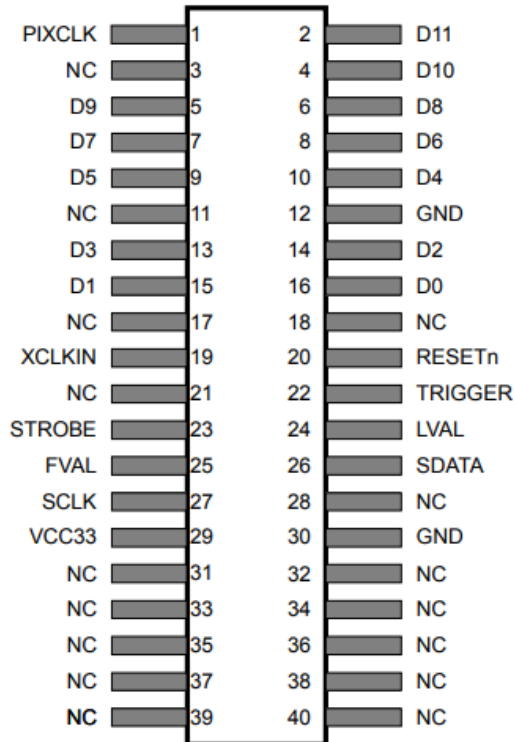 PIXCLK 1 2 D11
NC 3 4 D10
D9 5 6 D8
D7 7 8 D6
D5 9 10 D4
NC 11 12 GND
D3 13 14 D2
D1 15 16 D0
NC 17 18 NC
XCLKIN 19 20 RESETn
NC 21 22 TRIGGER
STROBE 23 24 LVAL
FVAL 25 26 SDATA
SCLK 27 28 NC
VCC33 29 30 GND
NC 31 32 NC
NC 33 34 NC
NC 35 36 NC
NC 37 38 NC
NC 39 40 NC